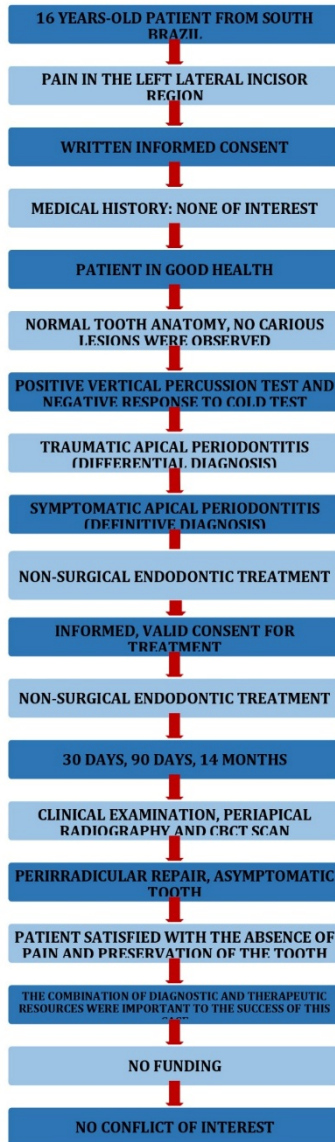 16 YEARS-OLD PATIENT FROM SOUTH
BRAZIL
PAIN IN THE LEFT LATERAL INCISOR
REGION
WRITTEN INFORMED CONSENT
MEDICAL HISTORY: NONE OF INTEREST
PATIENT IN GOOD HEALTH
NORMAL TOOTH ANATOMY, NO CARIOUS
LESIONS WERE OBSERVED
POSITIVE VERTICAL PERCUSSION TEST AND
NEGATIVE RESPONSE TO COLD TEST
TRAUMATIC APICAL PERIODONTITIS
(DIFFERENTIAL DIAGNOSIS)
SYMPTOMATIC APICAL PERIODONTITIS
(DEFINITIVE DIAGNOSIS)
NON-SURGICAL ENDODONTIC TREATMENT
INFORMED, VALID CONSENT FOR
TREATMENT
NON-SURGICAL ENDODONTIC TREATMENT
30 DAYS, 90 DAYS, 14 MONTHS
CLINICAL EXAMINATION, PERIAPICAL
RADIOGRAPHY AND CBCT SCAN
PERIRRADICULAR REPAIR, ASYMPTOMATIC
TOOTH
PATIENT SATISFIED WITH THE ABSENCE OF
PAIN AND PRESERVATION OF THE TOOTH
THE COMBINATION OF DIAGNOSTIC AND THERAPEUTIC
RESOURCES WERE IMPORTANT TO THE SUCCESS OF THIS
CASE
NO FUNDING
NO CONFLICT OF INTEREST